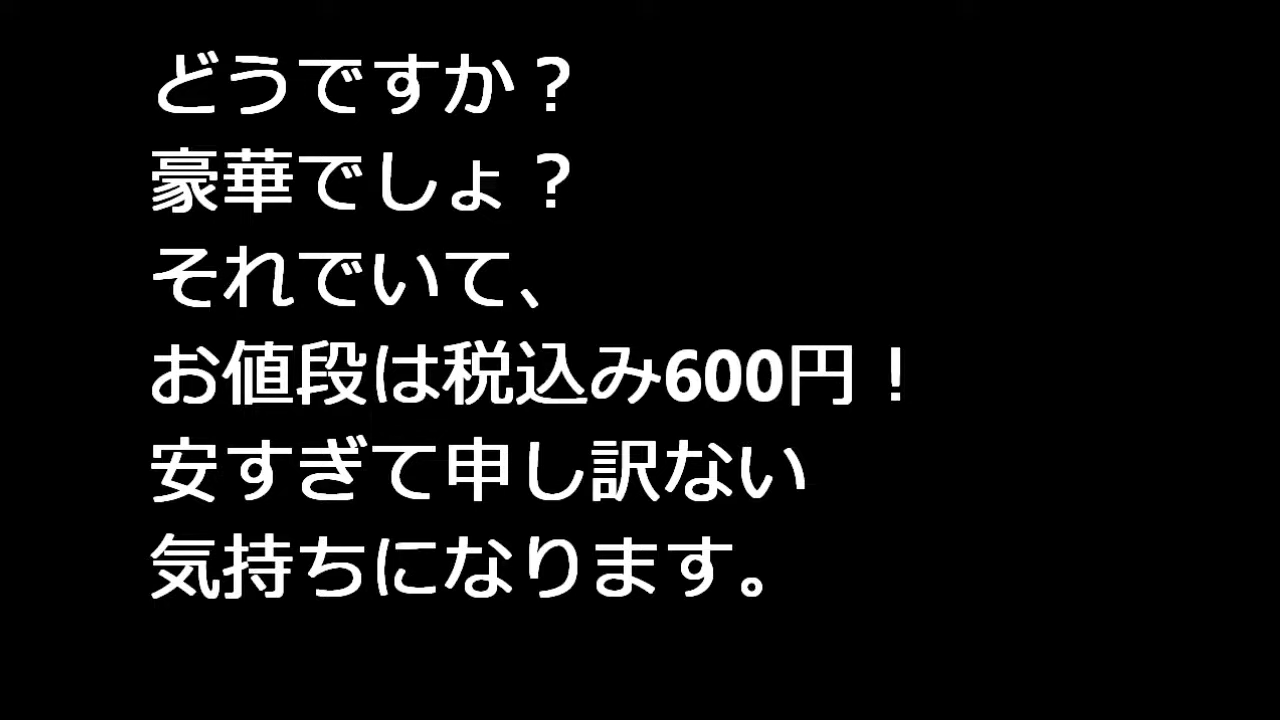 どうですか？
豪華でしょ？
それでいて、
お値段は税込み600円！
安すぎて申し訳ない
気持ちになります。